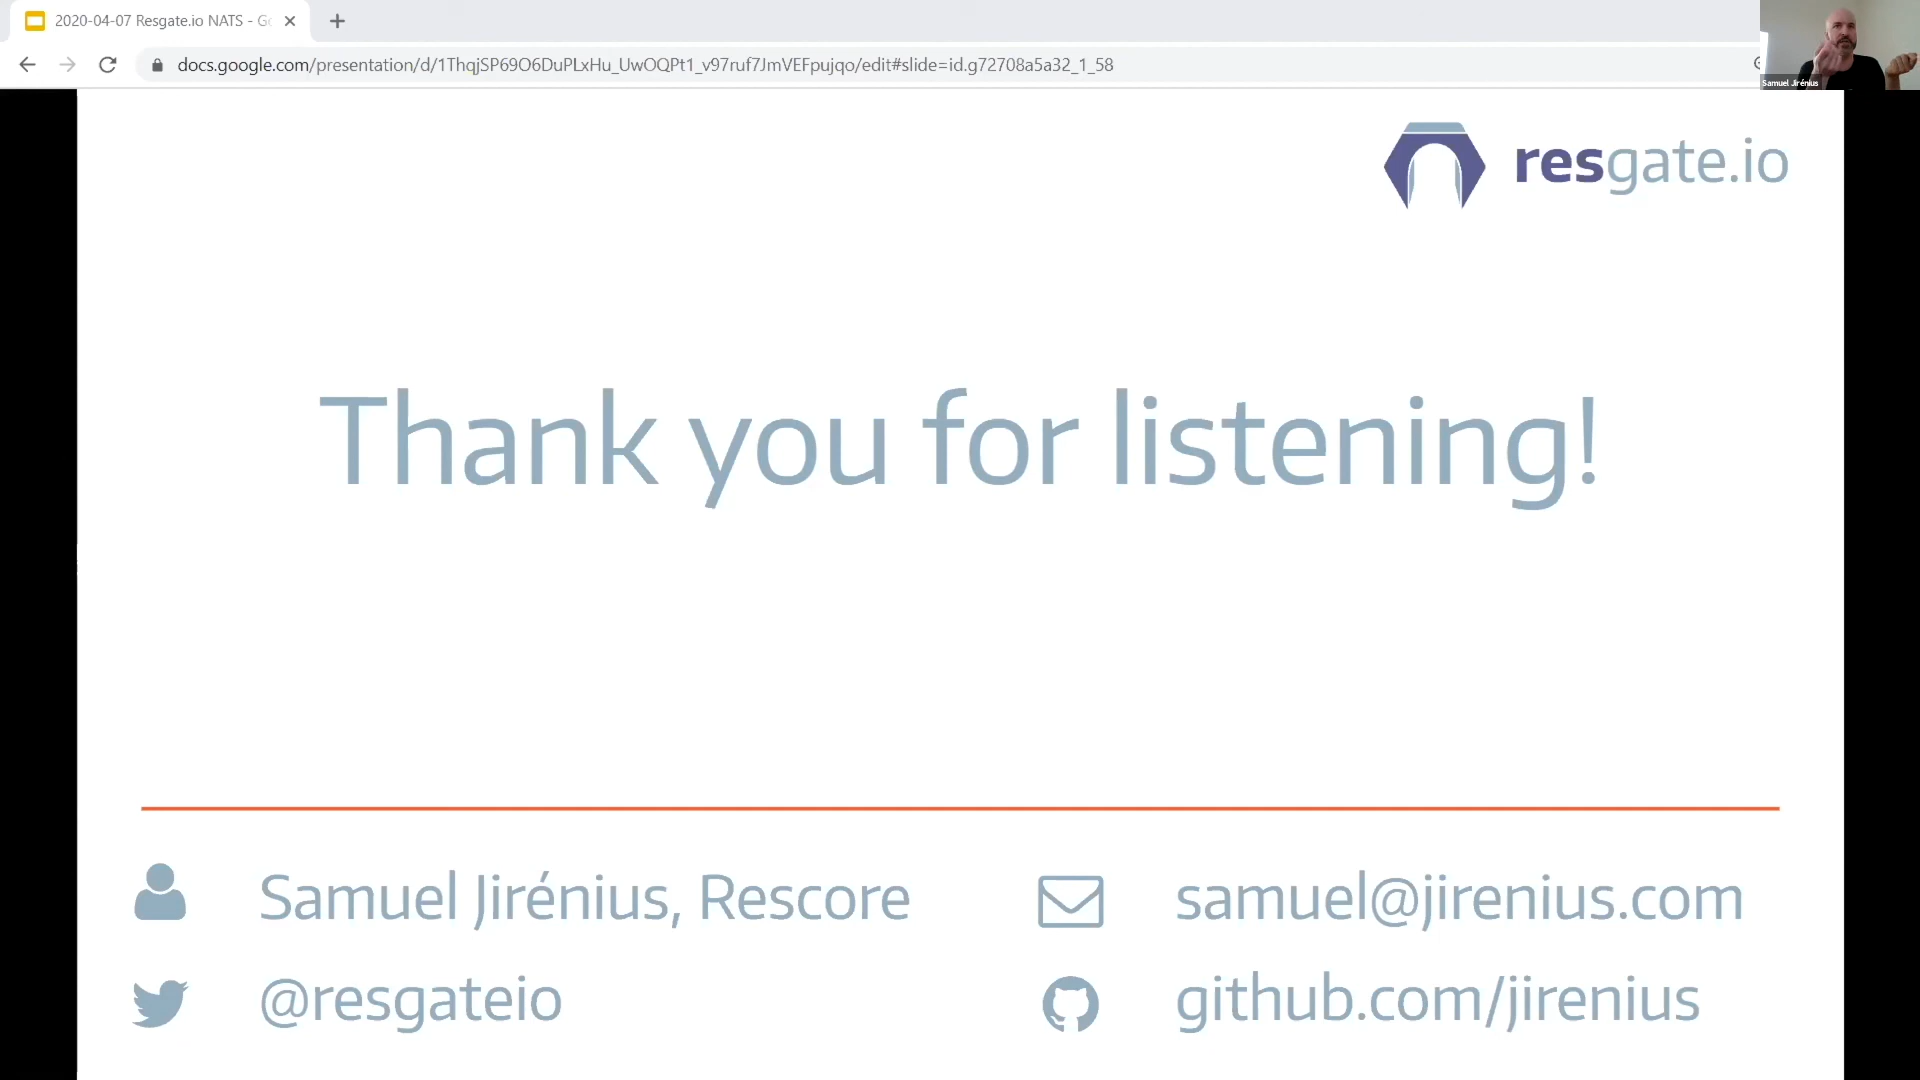 2020-04-07 Resgate.io NATS - Go
docs.google.com/presentation/d/1ThqjSP69O6DuPLxHu_UwOQPt1_v97ruf7JmVEFpujqo/edit#slide=id.g72708a5a32_1_58
Samuel Jirénius
resgate.io
Thank you for listening!
Samuel Jirénius, Rescore
samuel@jirenius.com
@resgateio
github.com/jirenius